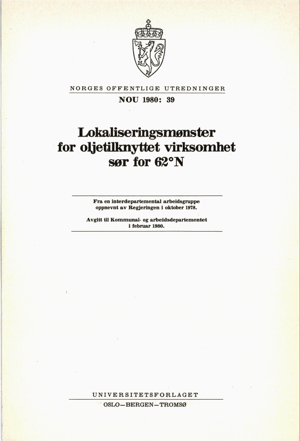 NORGES OFFENTLIGE UTREDNINGER
NOU 1980: 39
Lokaliseringsmønster
for oljetilknyttet virksomhet
sør for 62°N
Fra en interdepartemental arbeidsgruppe
oppnevnt av Regjeringen i oktober 1978.
Avgitt til Kommunal- og arbeidsdepartementet
1 februar 1980.
UNIVERSITETSFORLAGET
OSLO—BERGEN—TROMSØ